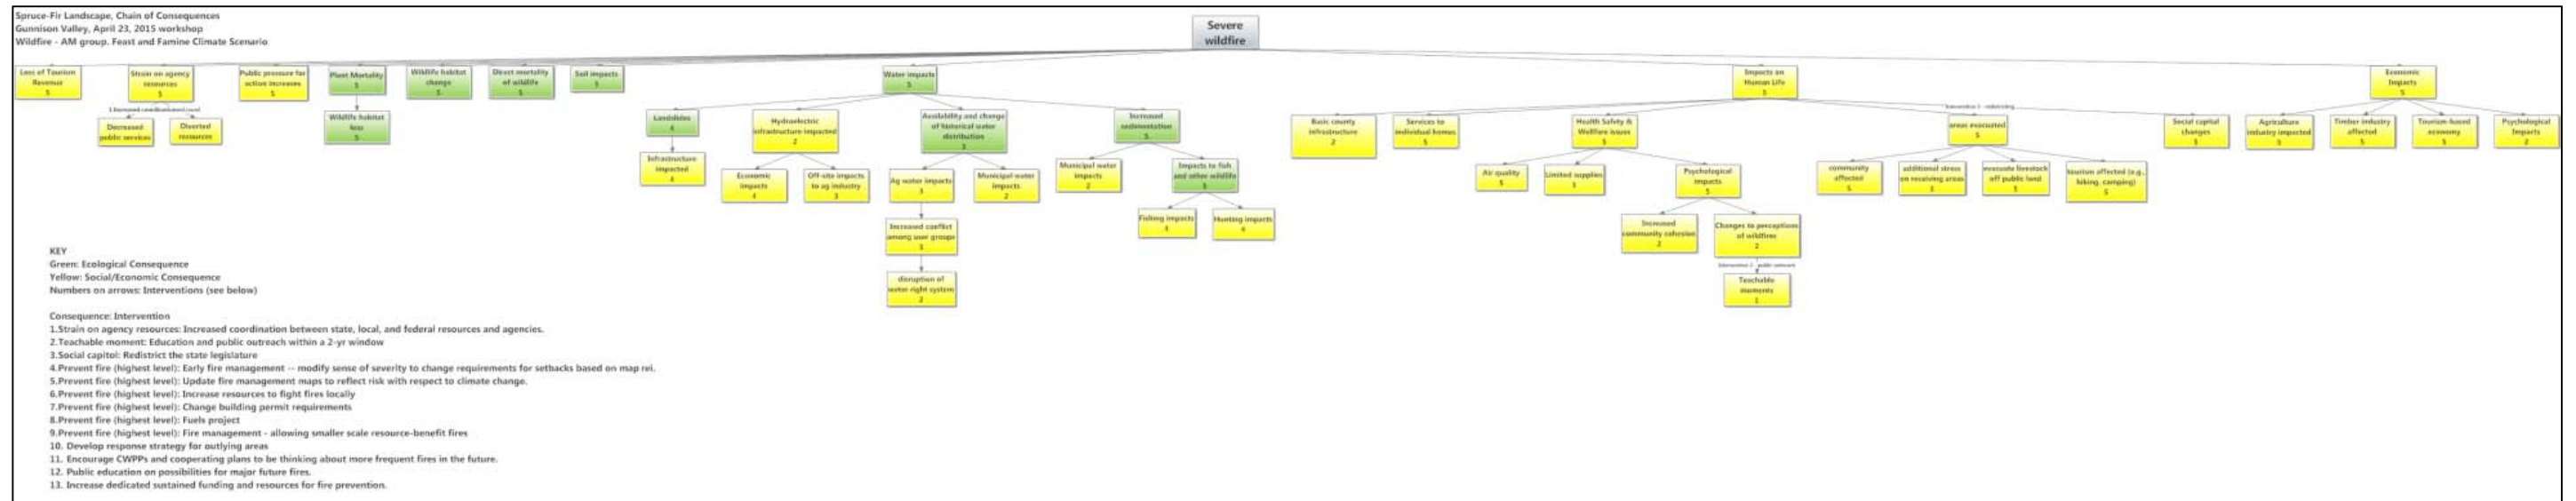 Spruce-Fir Landscape, Chain of Consequences
Gunnison Valley, April 23, 2015 workshop
Wildfire - AM group. Feast and Famine Climate Scenario
Severe
wildfire
Loss of Tourism
Revenue
5
Strain on agency
resources
5
Public pressure for
action increases
5
Plant Mortality
5
Wildlife habitat
change
5
Direct mortality
of wildlife
5
Soil impacts
5
Water impacts
5
Impacts on
Human Life
5
Economic
Impacts
5
Decreased
public services
Diverted
resources
Wildlife habitat
loss
5
Landslides
4
Hydroelectric
infrastructure impacted
2
Availability and change
of historical water
distribution
3
Increased
sedimentation
5
Basic county
infrastructure
2
Services to
individual homes
5
Health Safety &
Wellfire issues
5
areas evacuated
5
Social capital
changes
5
Agriculture
industry impacted
5
Timber industry
affected
5
Tourism-based
economy
5
Psychological
Impacts
2
Infrastructure
impacted
4
Economic
impacts
4
Off-site impacts
to ag industry
3
Ag water impacts
3
Municipal water
impacts
2
Municipal water
impacts
2
Impacts to fish
and other wildlife
5
Air quality
5
Limited supplies
3
Psychological
impacts
5
community
affected
5
additional stress
on receiving areas
3
evacuate livestock
off public land
5
tourism affected (e.g.,
hiking, camping)
5
Increased conflict
among user groups
3
Fishing impacts
4
Hunting impacts
4
Increased
community cohesion
2
Changes to perceptions
of wildfires
2
disruption of
water right system
2
Teachable
moments
1
KEY
Green: Ecological Consequence
Yellow: Social/Economic Consequence
Numbers on arrows: Interventions (see below)
Consequence: Intervention
1.Strain on agency resources: Increased coordination between state, local, and federal resources and agencies.
2.Teachable moment: Education and public outreach within a 2-yr window
3.Social capitol: Redistrict the state legislature
4.Prevent fire (highest level): Early fire management -- modify sense of severity to change requirements for setbacks based on map rei.
5.Prevent fire (highest level): Update fire management maps to reflect risk with respect to climate change.
6.Prevent fire (highest level): Increase resources to fight fires locally
7.Prevent fire (highest level): Change building permit requirements
8.Prevent fire (highest level): Fuels project
9.Prevent fire (highest level): Fire management - allowing smaller scale resource-benefit fires
10. Develop response strategy for outlying areas
11. Encourage CWPPs and cooperating plans to be thinking about more frequent fires in the future.
12. Public education on possibilities for major future fires.
13. Increase dedicated sustained funding and resources for fire prevention.